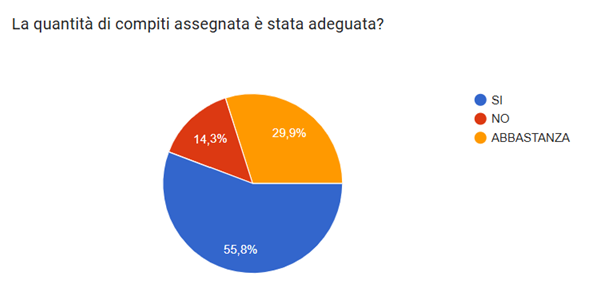 La quantità di compiti assegnata è stata adeguata?
SI
NO
ABBASTANZA
14,3%
29,9%
55,8%